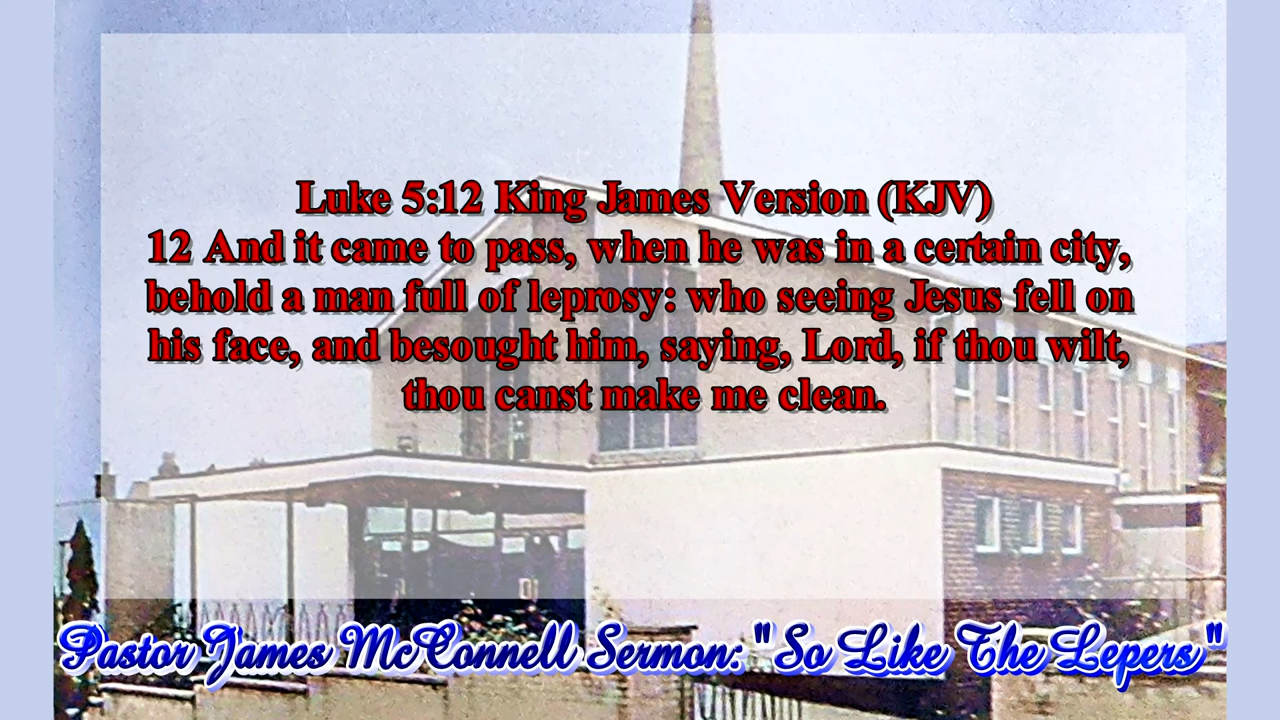 Luke 5:12 King James Version (KJV)
12 And it came to pass, when he was in a certain city,
behold a man full of leprosy: who seeing Jesus fell on
his face, and besought him, saying, Lord, if thou wilt,
thou canst make me clean.
Pastor James McConnell Sermon: "So Like The Lepers"